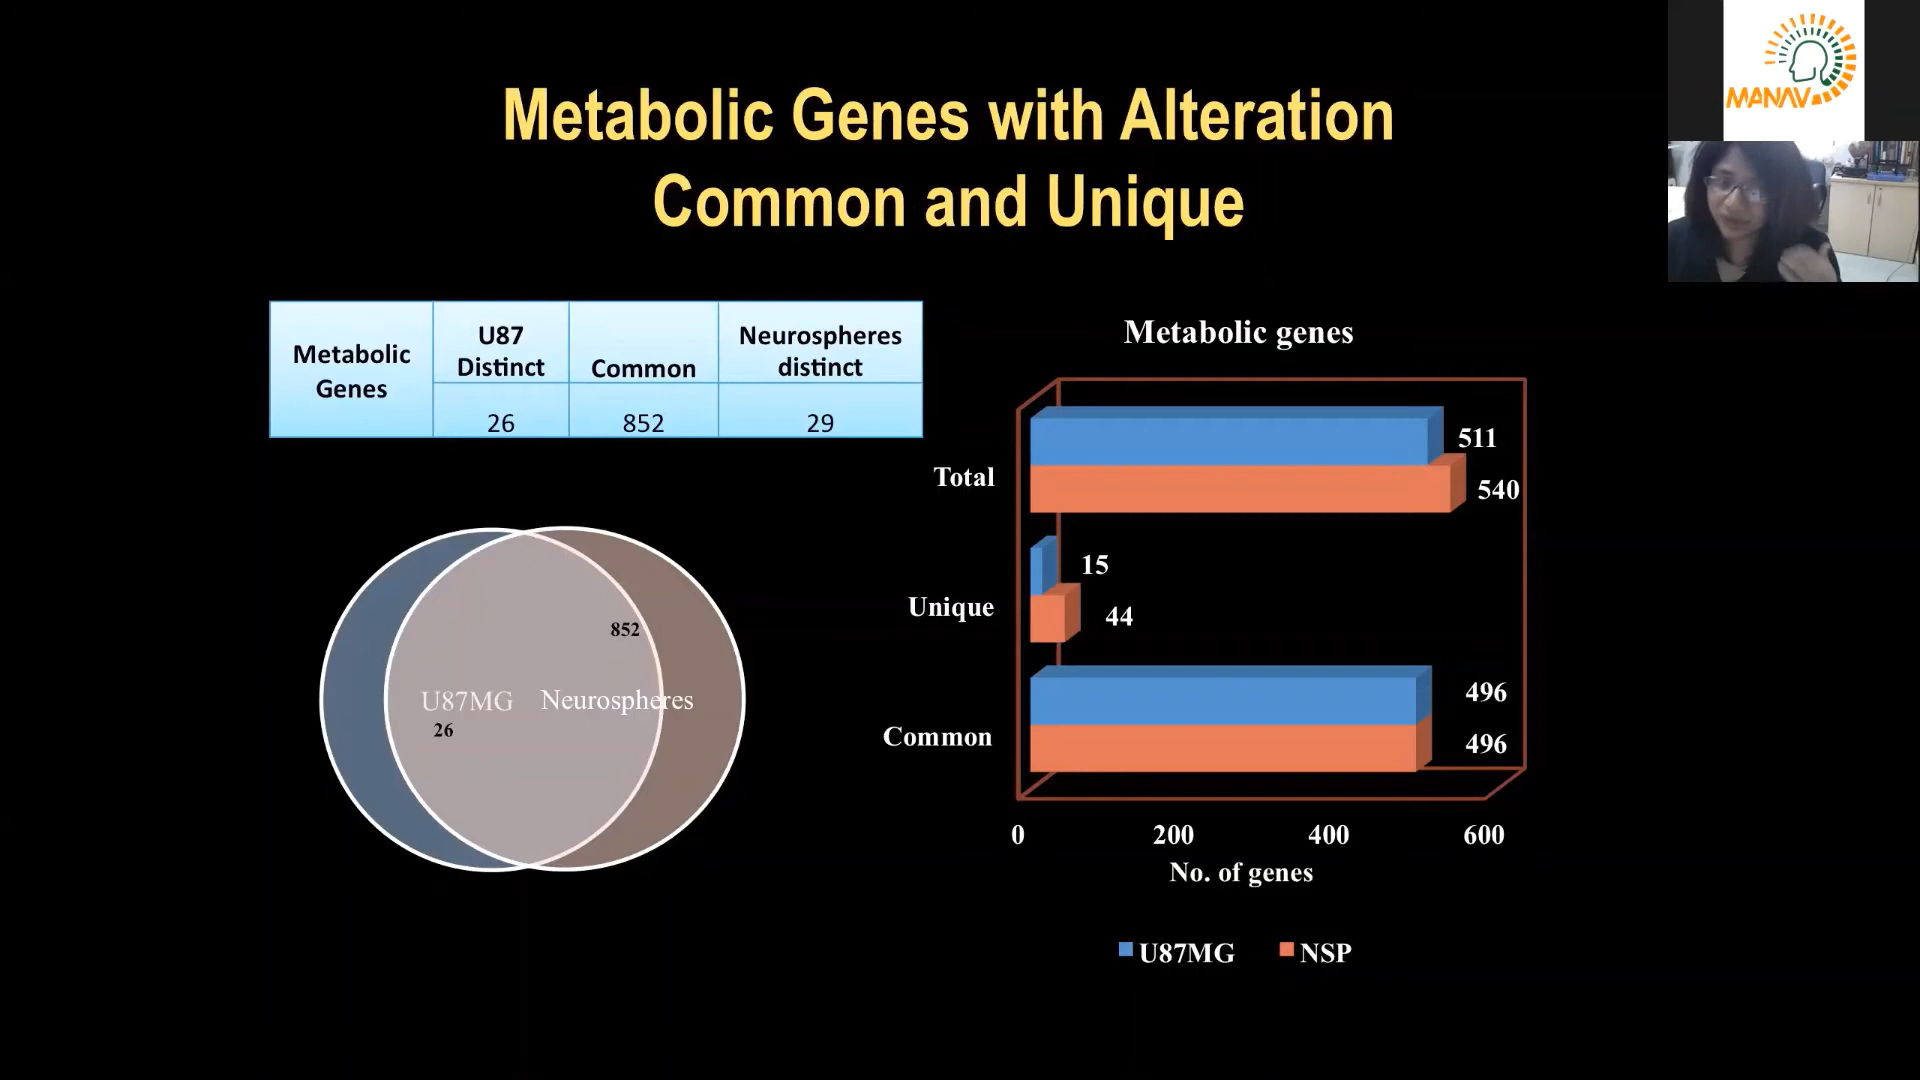 Metabolic Genes with Alteration
Common and Unique
MANAV
Metabolic
Genes
U87
Distinct
Common
Neurospheres
distinct
26
852
29
852
U87MG
Neurospheres
26
Metabolic genes
Total
511
540
Unique
15
44
Common
496
496
0 200 400 600
No. of genes
U87MG NSP